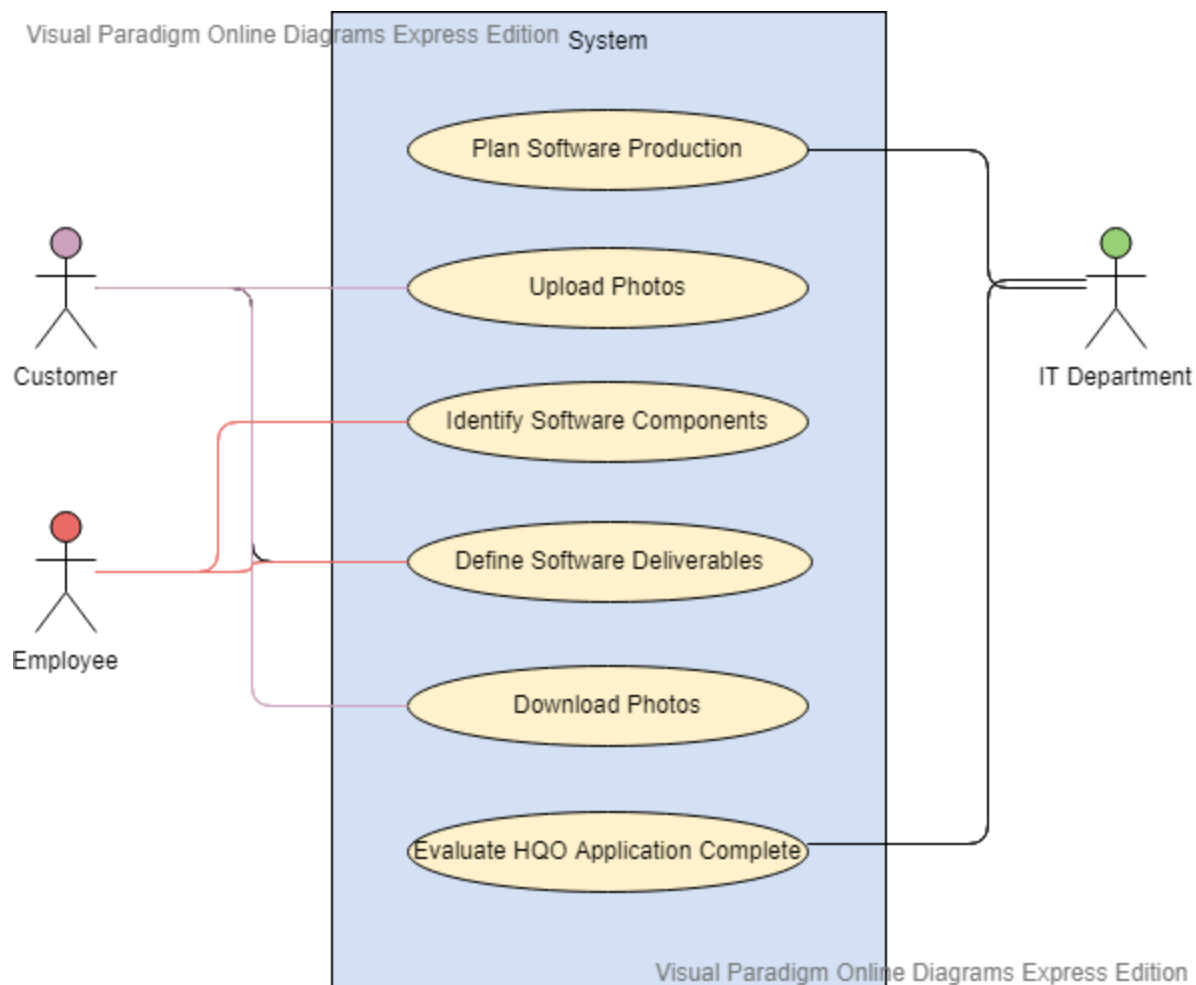 Visual Paradigm Online Diagrams Express Edition
System
Plan Software Production
Upload Photos
Customer
IT Department
Identify Software Components
Define Software Deliverables
Employee
Download Photos
Evaluate HQO Application Complete
Visual Paradigm Online Diagrams Express Edition